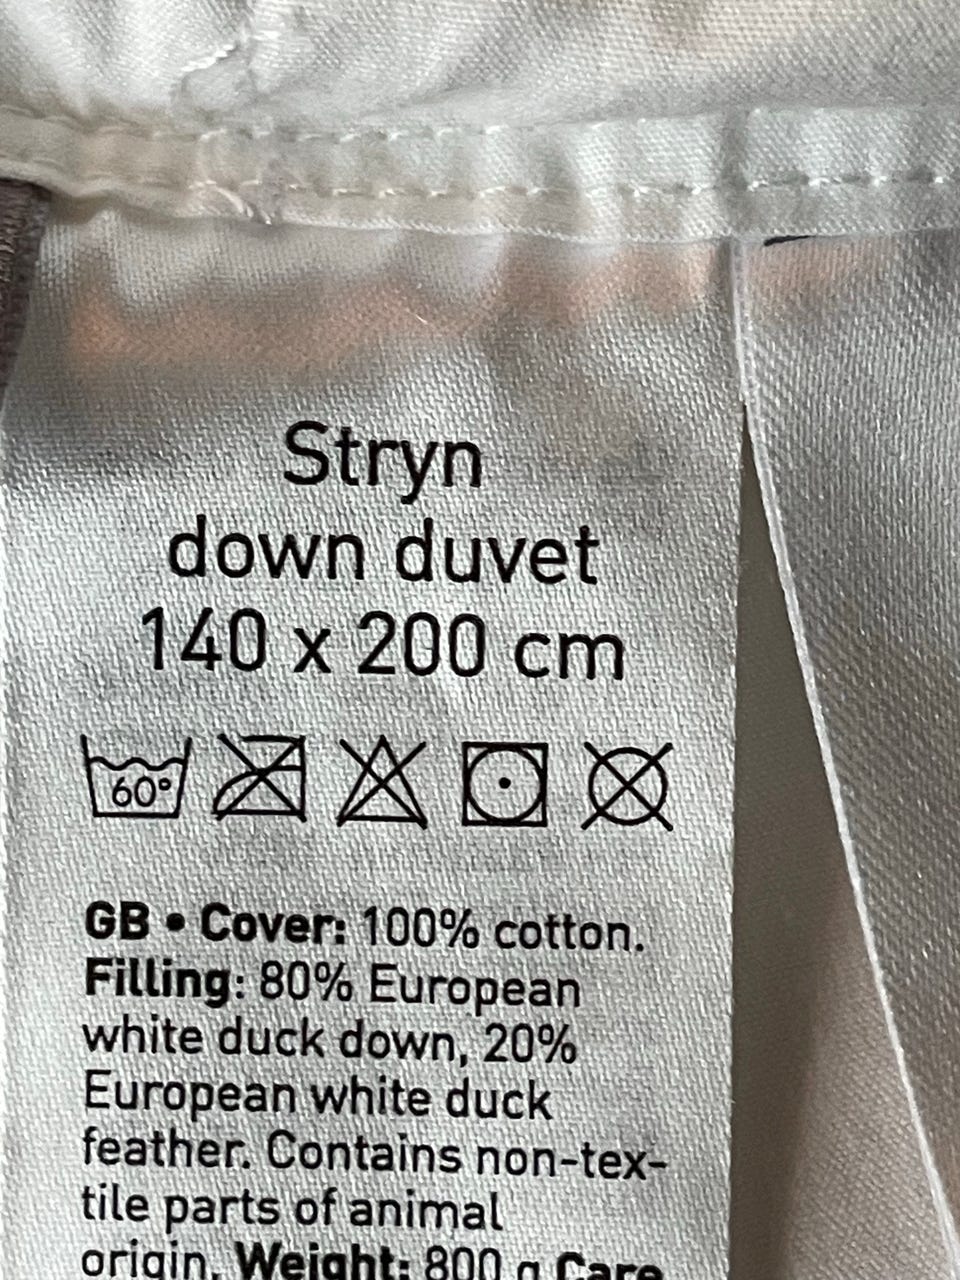 Stryn
down duvet
140 x 200 cm
60°
GB • Cover: 100% cotton.
Filling: 80% European
white duck down, 20%
European white duck
feather. Contains non-tex-
tile parts of animal
origin. Weight: 800 g Care